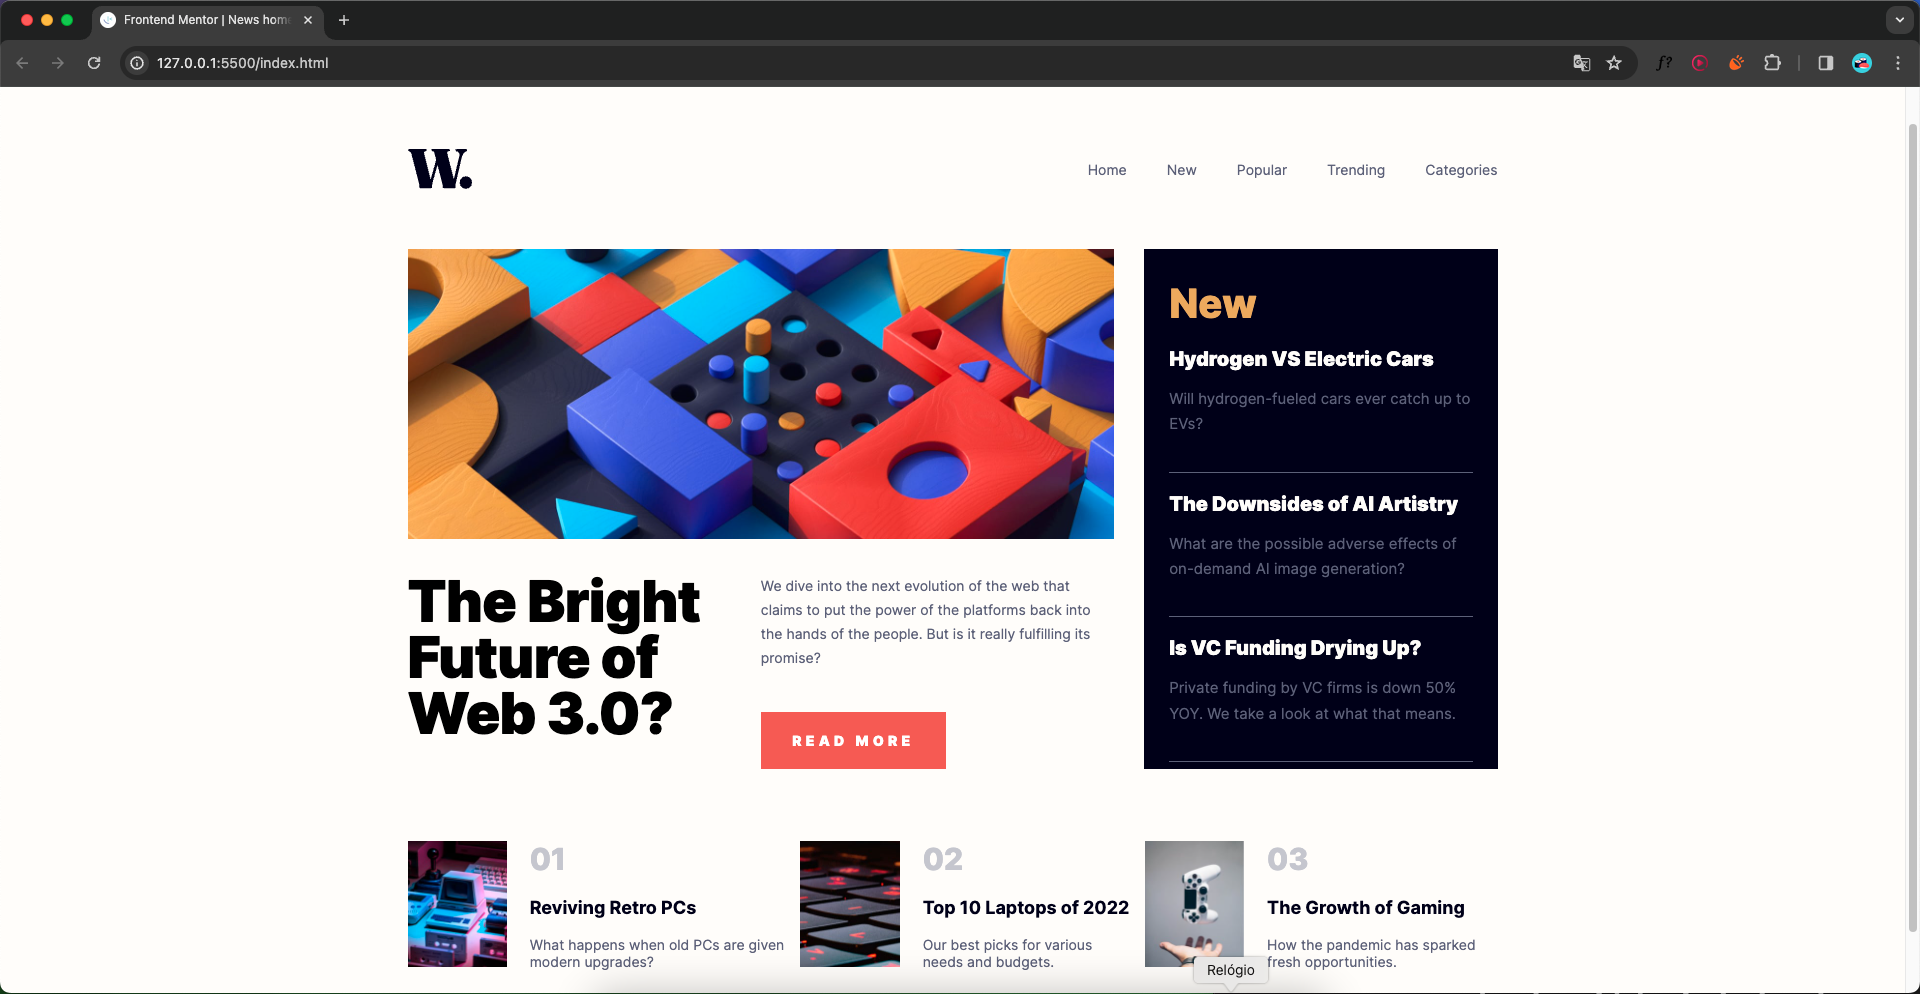 Frontend Mentor | News hom
127.0.0.1:5500/index.html
f?
W.
Home New Popular Trending Categories
New
Hydrogen VS Electric Cars
Will hydrogen-fueled cars ever catch up to
EVs?
The Downsides of AI Artistry
What are the possible adverse effects of
on-demand AI image generation?
Is VC Funding Drying Up?
Private funding by VC firms is down 50%
YOY. We take a look at what that means.
The Bright
Future of
Web 3.0?
We dive into the next evolution of the web that
claims to put the power of the platforms back into
the hands of the people. But is it really fulfilling its
promise?
READ MORE
01
Reviving Retro PCs
What happens when old PCs are given
modern upgrades?
02
Top 10 Laptops of 2022
Our best picks for various
needs and budgets.
03
The Growth of Gaming
How the pandemic has sparked
fresh opportunities.
Relógio